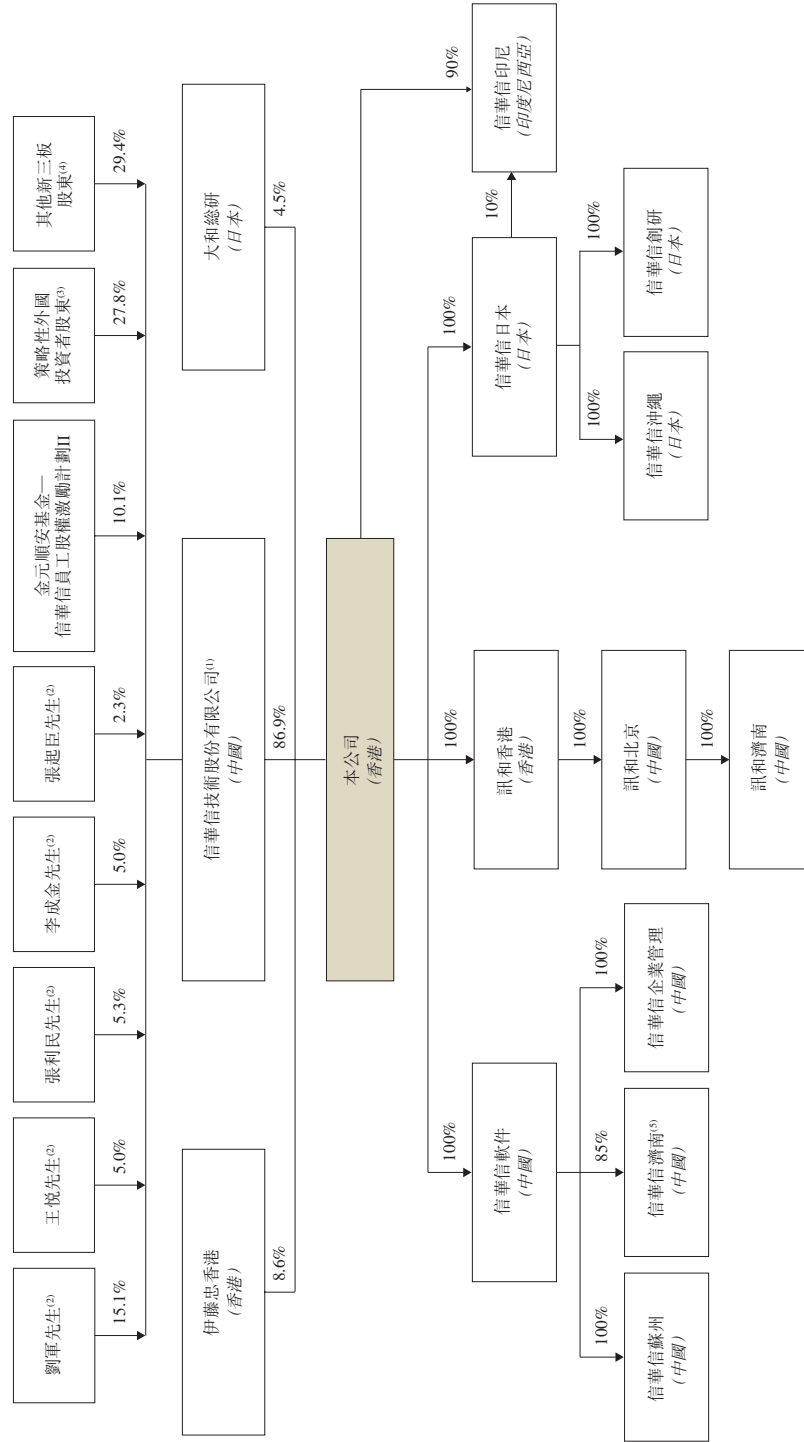 劉軍先生(2)
王悦先生(2)
張利民先生(2)
李成金先生(2)
張起臣先生(2)
金元順安基金—
信華信員工股權激勵計劃II
策略性外國
投資者股東(3)
其他新三板
股東(4)
15.1%
5.0%
5.3%
5.0%
2.3%
10.1%
27.8%
29.4%
伊藤忠香港
(香港)
信華信技術股份有限公司(1)
(中國)
大和総研
(日本)
8.6%
86.9%
4.5%
本公司
(香港)
100%
100%
100%
90%
信華信軟件
(中國)
訊和香港
(香港)
信華信日本
(日本)
10%
信華信印尼
(印度尼西亞)
100%
85%
100%
100%
100%
100%
信華信蘇州
(中國)
信華信濟南(5)
(中國)
信華信企業管理
(中國)
訊和北京
(中國)
信華信沖繩
(日本)
信華信創研
(日本)
100%
訊和濟南
(中國)